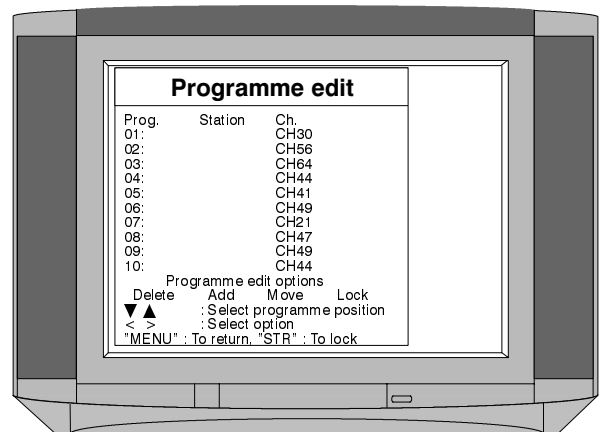 Programme edit
Prog. Station Ch.
01: CH30
02: CH56
03: CH64
04: CH44
05: CH41
06: CH49
07: CH21
08: CH47
09: CH49
10: CH44
Programme edit options
Delete Add Move Lock
▼ ▲ : Select programme position
< > : Select option
"MENU" : To return, "STR" : To lock